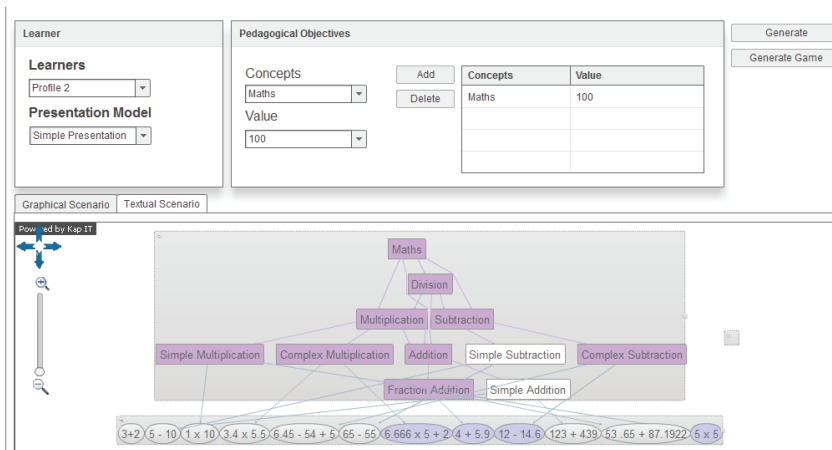 Learner
Learners
Profile 2
Presentation Model
Simple Presentation
Pedagogical Objectives
Concepts
Maths
Value
100
Add
Delete
Concepts Value
Maths 100
Generate
Generate Game
Graphical Scenario Textual Scenario
Powered by Kap IT
Maths
Division
Multiplication Subtraction
Simple Multiplication Complex Multiplication Addition Simple Subtraction Complex Subtraction
Fraction Addition Simple Addition
3+2 5 - 10 1 x 10 3.4 x 5.5 6.45 - 54 + 5 65 - 55 6.666 x 5 + 2 4 + 5.9 12 - 14.6 123 + 439 53 .65 + 87.1922 5 x 5